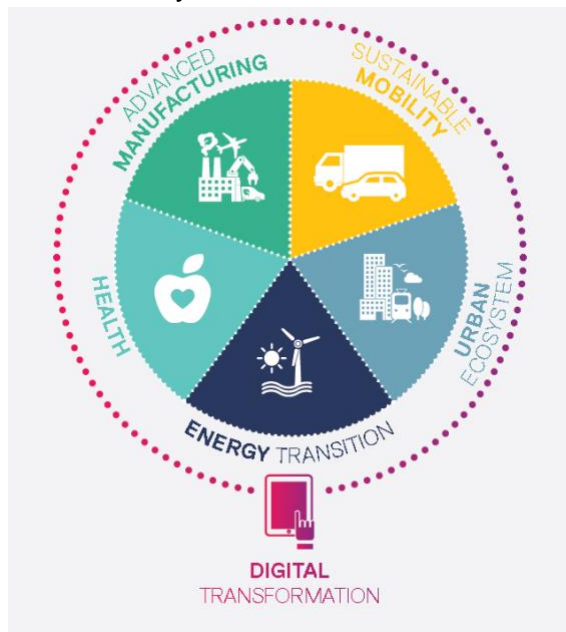 ADVANCED
MANUFACTURING
SUSTAINABLE
MOBILITY
HEALTH
URBAN
ECOSYSTEM
ENERGY TRANSITION
DIGITAL
TRANSFORMATION